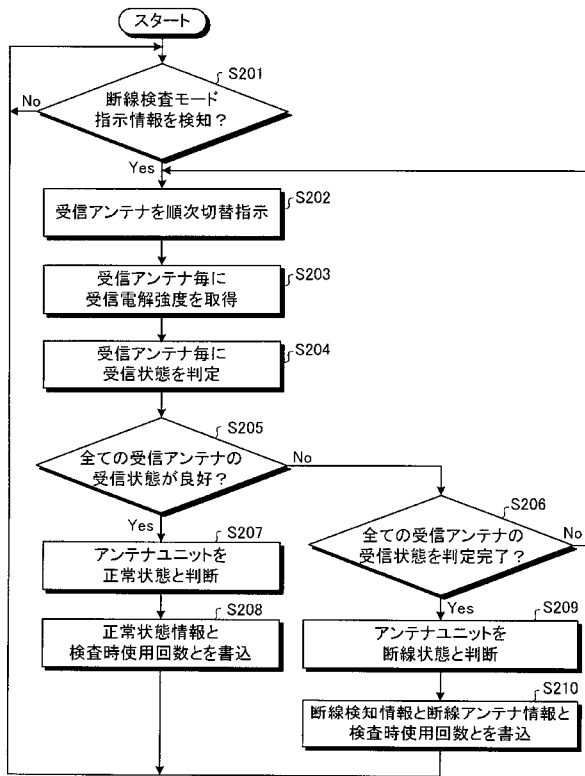 スタート
S201
断線検査モード
指示情報を検知？
No
Yes
S202
受信アンテナを順次切替指示
S203
受信アンテナ毎に
受信電解強度を取得
S204
受信アンテナ毎に
受信状態を判定
S205
全ての受信アンテナの
受信状態が良好？
No
Yes
S206
全ての受信アンテナの
受信状態を判定完了？
No
Yes
S207
アンテナユニットを
正常状態と判断
S208
正常状態情報と
検査時使用回数とを書込
S209
アンテナユニットを
断線状態と判断
S210
断線検知情報と断線アンテナ情報と
検査時使用回数とを書込